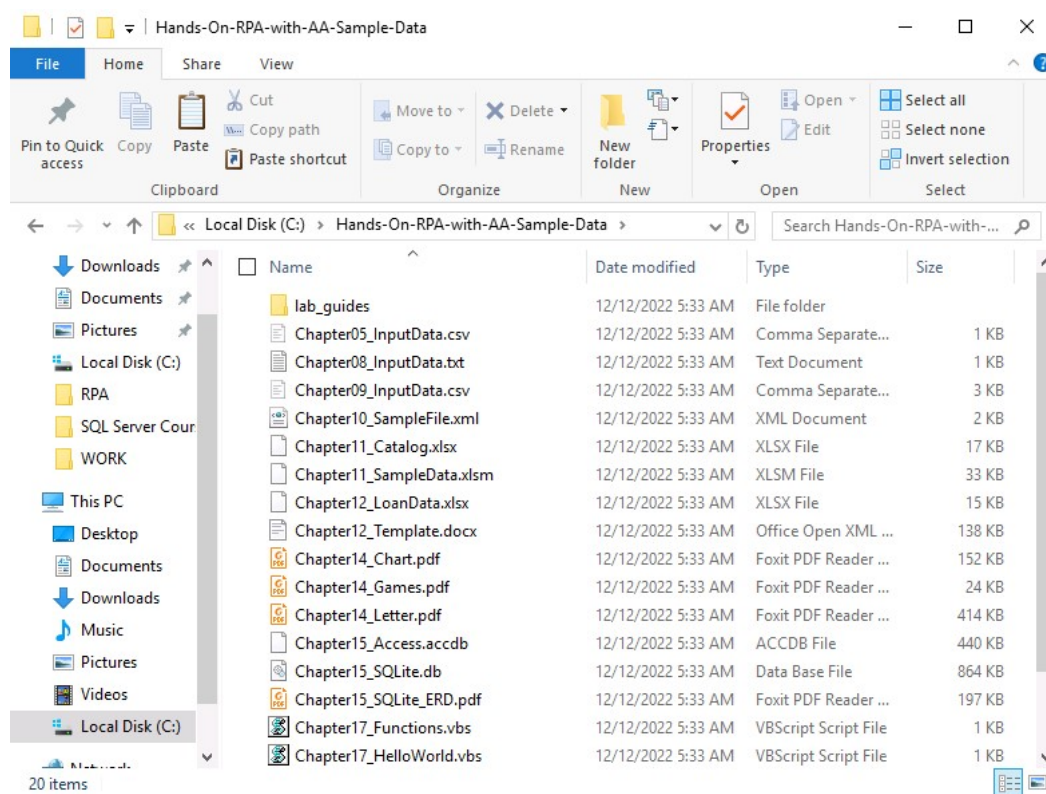 Hands-On-RPA-with-AA-Sample-Data
File Home Share View
Pin to Quick access
Copy
Paste
Cut
Copy path
Paste shortcut
Clipboard
Move to
Copy to
Delete
Rename
Organize
New folder
New
Properties
Open
Edit
Open
Select all
Select none
Invert selection
Select
« Local Disk (C:) > Hands-On-RPA-with-AA-Sample-Data >
Search Hands-On-RPA-with-...
Downloads
Documents
Pictures
Local Disk (C:)
RPA
SQL Server Cour
WORK
This PC
Desktop
Documents
Downloads
Music
Pictures
Videos
Local Disk (C:)
Name Date modified Type Size
lab_guides 12/12/2022 5:33 AM File folder
Chapter05_InputData.csv 12/12/2022 5:33 AM Comma Separate... 1 KB
Chapter08_InputData.txt 12/12/2022 5:33 AM Text Document 1 KB
Chapter09_InputData.csv 12/12/2022 5:33 AM Comma Separate... 3 KB
Chapter10_SampleFile.xml 12/12/2022 5:33 AM XML Document 2 KB
Chapter11_Catalog.xlsx 12/12/2022 5:33 AM XLSX File 17 KB
Chapter11_SampleData.xlsm 12/12/2022 5:33 AM XLSM File 33 KB
Chapter12_LoanData.xlsx 12/12/2022 5:33 AM XLSX File 15 KB
Chapter12_Template.docx 12/12/2022 5:33 AM Office Open XML ... 138 KB
Chapter14_Chart.pdf 12/12/2022 5:33 AM Foxit PDF Reader ... 152 KB
Chapter14_Games.pdf 12/12/2022 5:33 AM Foxit PDF Reader ... 24 KB
Chapter14_Letter.pdf 12/12/2022 5:33 AM Foxit PDF Reader ... 414 KB
Chapter15_Access.accdb 12/12/2022 5:33 AM ACCDB File 440 KB
Chapter15_SQLite.db 12/12/2022 5:33 AM Data Base File 864 KB
Chapter15_SQLite_ERD.pdf 12/12/2022 5:33 AM Foxit PDF Reader ... 197 KB
Chapter17_Functions.vbs 12/12/2022 5:33 AM VBScript Script File 1 KB
Chapter17_HelloWorld.vbs 12/12/2022 5:33 AM VBScript Script File 1 KB
20 items